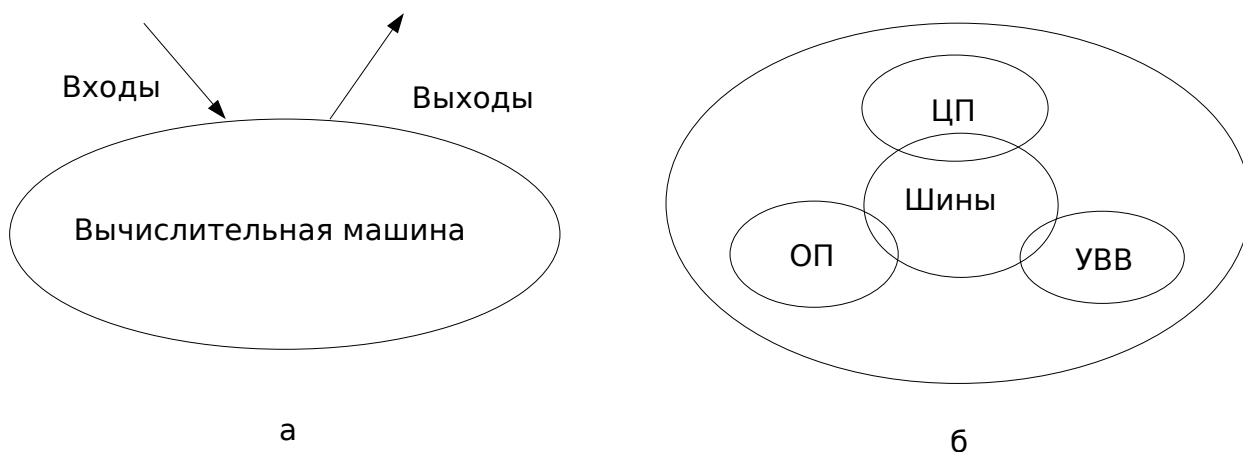 Входы
Выходы
Вычислительная машина
а
ЦП
Шины
ОП
УВВ
б